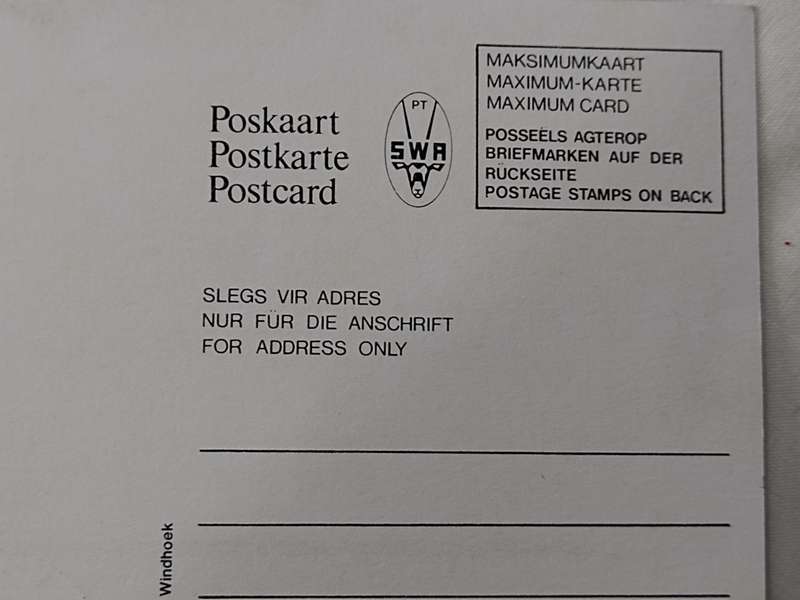 Poskaart
Postkarte
Postcard
PT
SWA
MAKSIMUMKAART
MAXIMUM-KARTE
MAXIMUM CARD
POSSEËLS AGTEROP
BRIEFMARKEN AUF DER
RÜCKSEITE
POSTAGE STAMPS ON BACK
SLEGS VIR ADRES
NUR FÜR DIE ANSCHRIFT
FOR ADDRESS ONLY
Windhoek